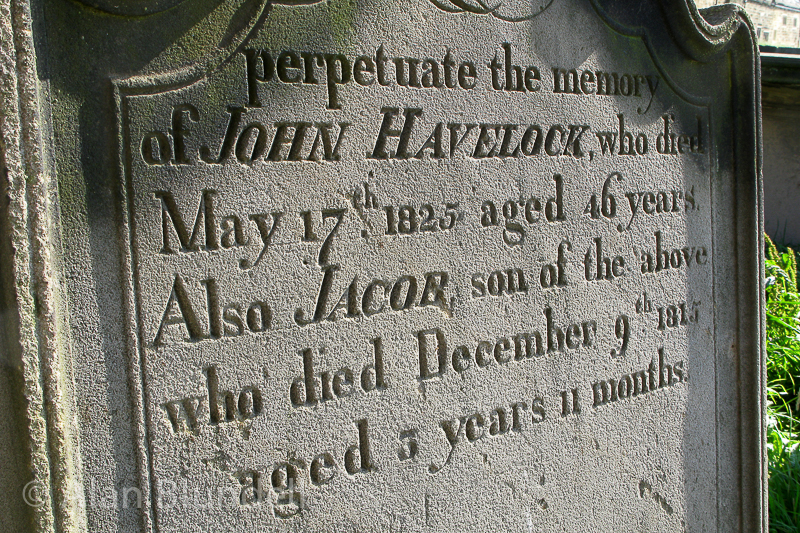 perpetuate the memory
of JOHN HAVELOCK, who died
May 17th 1825 aged 46 years.
Also JACOB, son of the above
who died December 9th 1815
aged 3 years 11 months.
© Alan Blundell